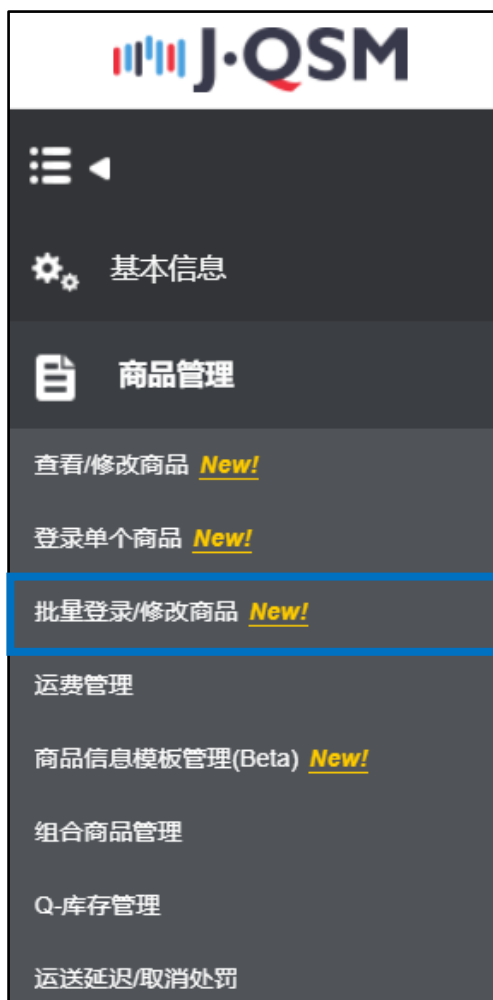 J·QSM
基本信息
商品管理
查看/修改商品 New!
登录单个商品 New!
批量登录/修改商品 New!
运费管理
商品信息模板管理(Beta) New!
组合商品管理
Q-库存管理
运送延迟/取消处罚